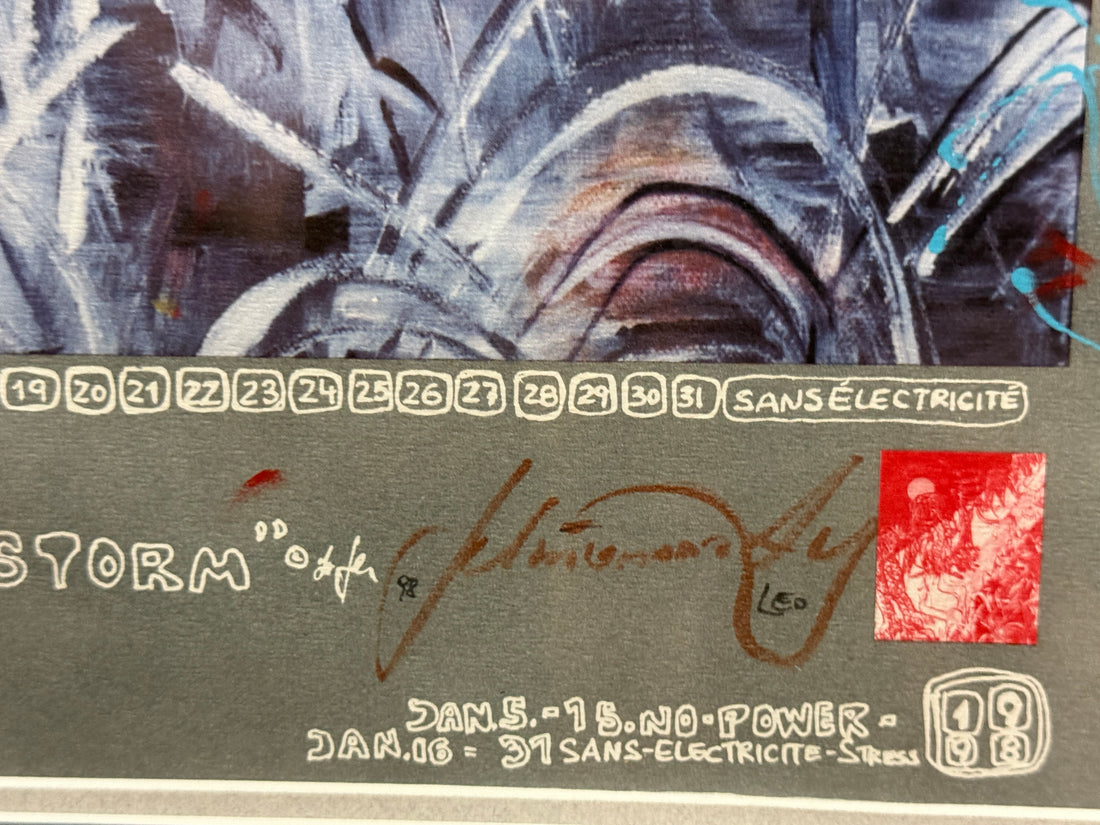 19 20 21 22 23 24 25 26 27 28 29 30 31 SANS ÉLECTRICITÉ
STORM"
98
LEO
JAN.5.-15.NO-POWER-
JAN.16 = 31 SANS-ELECTRICITE-STRESS
19
98